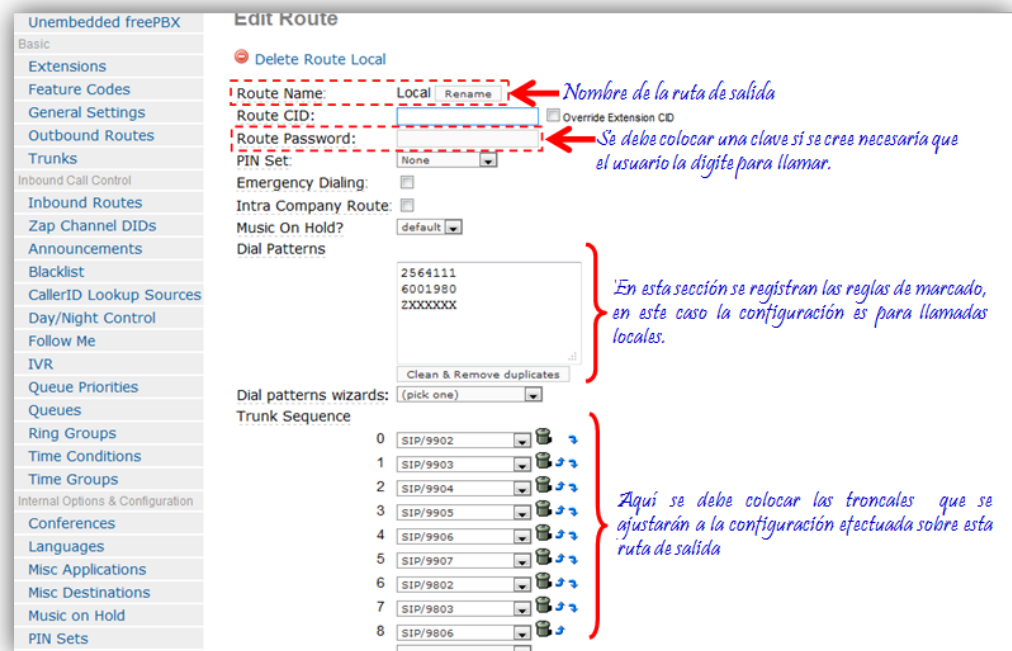 Unembedded freePBX
Basic
Extensions
Feature Codes
General Settings
Outbound Routes
Trunks
Inbound Call Control
Inbound Routes
Zap Channel DIDs
Announcements
Blacklist
CallerID Lookup Sources
Day/Night Control
Follow Me
IVR
Queue Priorities
Queues
Ring Groups
Time Conditions
Time Groups
Internal Options & Configuration
Conferences
Languages
Misc Applications
Misc Destinations
Music on Hold
PIN Sets
Edit Route
Delete Route Local
Route Name: Local Rename
Nombre de la ruta de salida
Route CID: Override Extension CID
Route Password:
Se debe colocar una clave si se cree necesaria que
el usuario la digite para llamar.
PIN Set: None
Emergency Dialing:
Intra Company Route:
Music On Hold? default
Dial Patterns
2564111
6001980
ZXXXXXX
En esta sección se registran las reglas de marcado,
en este caso la configuración es para llamadas
locales.
Clean & Remove duplicates
Dial patterns wizards: (pick one)
Trunk Sequence
0 SIP/9902
1 SIP/9903
2 SIP/9904
3 SIP/9905
4 SIP/9906
5 SIP/9907
6 SIP/9802
7 SIP/9803
8 SIP/9806
Aquí se debe colocar las troncales que se
ajustarán a la configuración efectuada sobre esta
ruta de salida